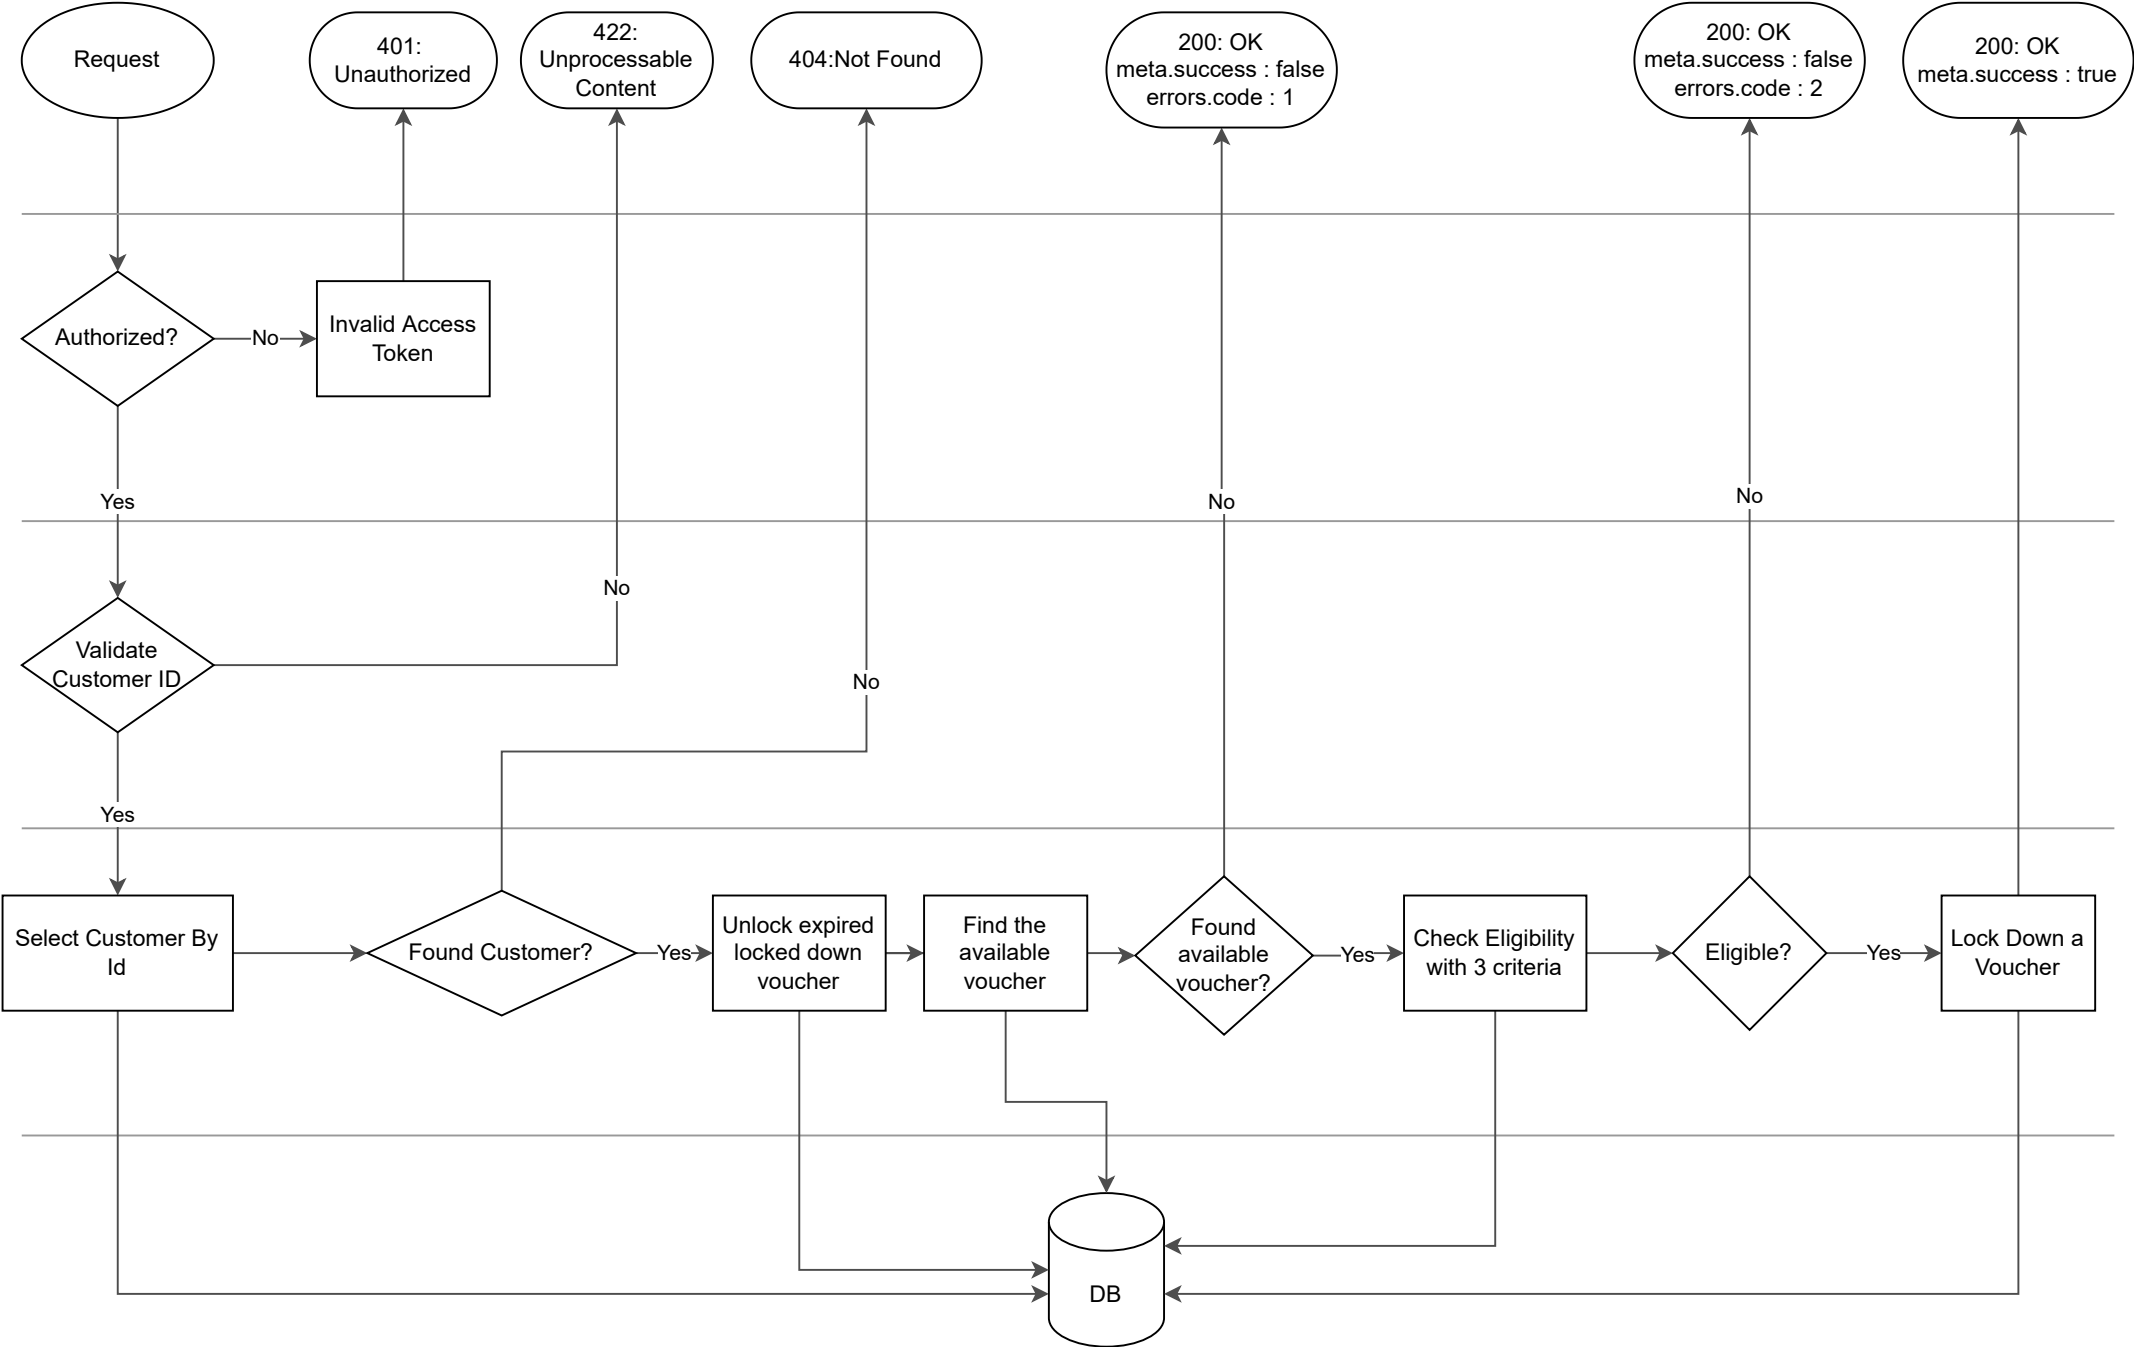 Request
401:
Unauthorized
422:
Unprocessable
Content
404:Not Found
200: OK
meta.success : false
errors.code : 1
200: OK
meta.success : false
errors.code : 2
200: OK
meta.success : true
Authorized?
No
Invalid Access
Token
Yes
No
No
No
Validate
Customer ID
No
Yes
Select Customer By
Id
Found Customer?
Yes
Unlock expired
locked down
voucher
Find the
available
voucher
Found
available
voucher?
Yes
Check Eligibility
with 3 criteria
Eligible?
Yes
Lock Down a
Voucher
DB